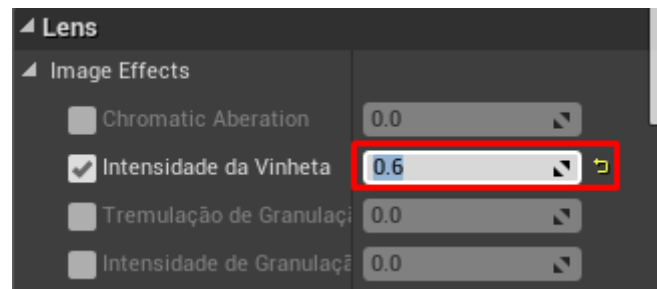 Lens
Image Effects
Chromatic Aberration 0.0
Intensidade da Vinheta 0.6
Tremulação de Granulaçã 0.0
Intensidade de Granulaçã 0.0